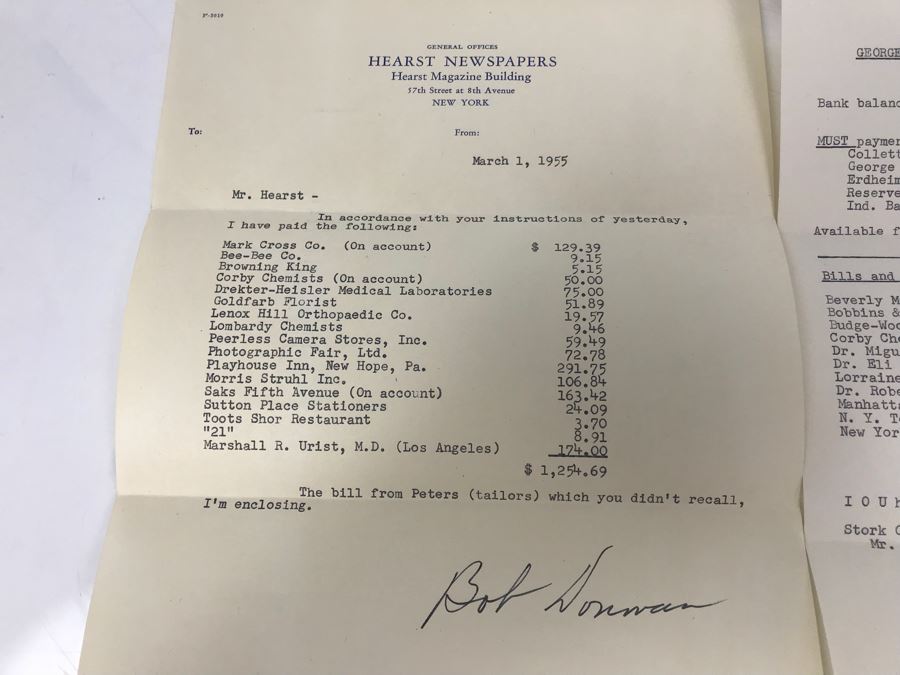 F-2010
GENERAL OFFICES
HEARST NEWSPAPERS
Hearst Magazine Building
57th Street at 8th Avenue
NEW YORK
To: From:
March 1, 1955
Mr. Hearst -
In accordance with your instructions of yesterday,
I have paid the following:
Mark Cross Co. (On account) $ 129.39
Bee-Bee Co. 9.15
Browning King 5.15
Corby Chemists (On account) 50.00
Drekter-Heisler Medical Laboratories 75.00
Goldfarb Florist 51.89
Lenox Hill Orthopaedic Co. 19.57
Lombardy Chemists 9.46
Peerless Camera Stores, Inc. 59.49
Photographic Fair, Ltd. 72.78
Playhouse Inn, New Hope, Pa. 291.75
Morris Struhl Inc. 106.84
Saks Fifth Avenue (On account) 163.42
Sutton Place Stationers 24.09
Toots Shor Restaurant 3.70
"21" 8.91
Marshall R. Urist, M.D. (Los Angeles) 174.00
$ 1,254.69
The bill from Peters (tailors) which you didn't recall,
I'm enclosing.
Bob Donovan
GEORGE
Bank balanc
MUST paymen
Collett
George
Erdheim
Reserve
Ind. Ba
Available f
Bills and
Beverly M
Bobbins &
Budge-Woo
Corby Che
Dr. Migu
Dr. Eli
Lorraine
Dr. Robe
Manhatta
N. Y. T
New Yor
I O U
Stork C
Mr.